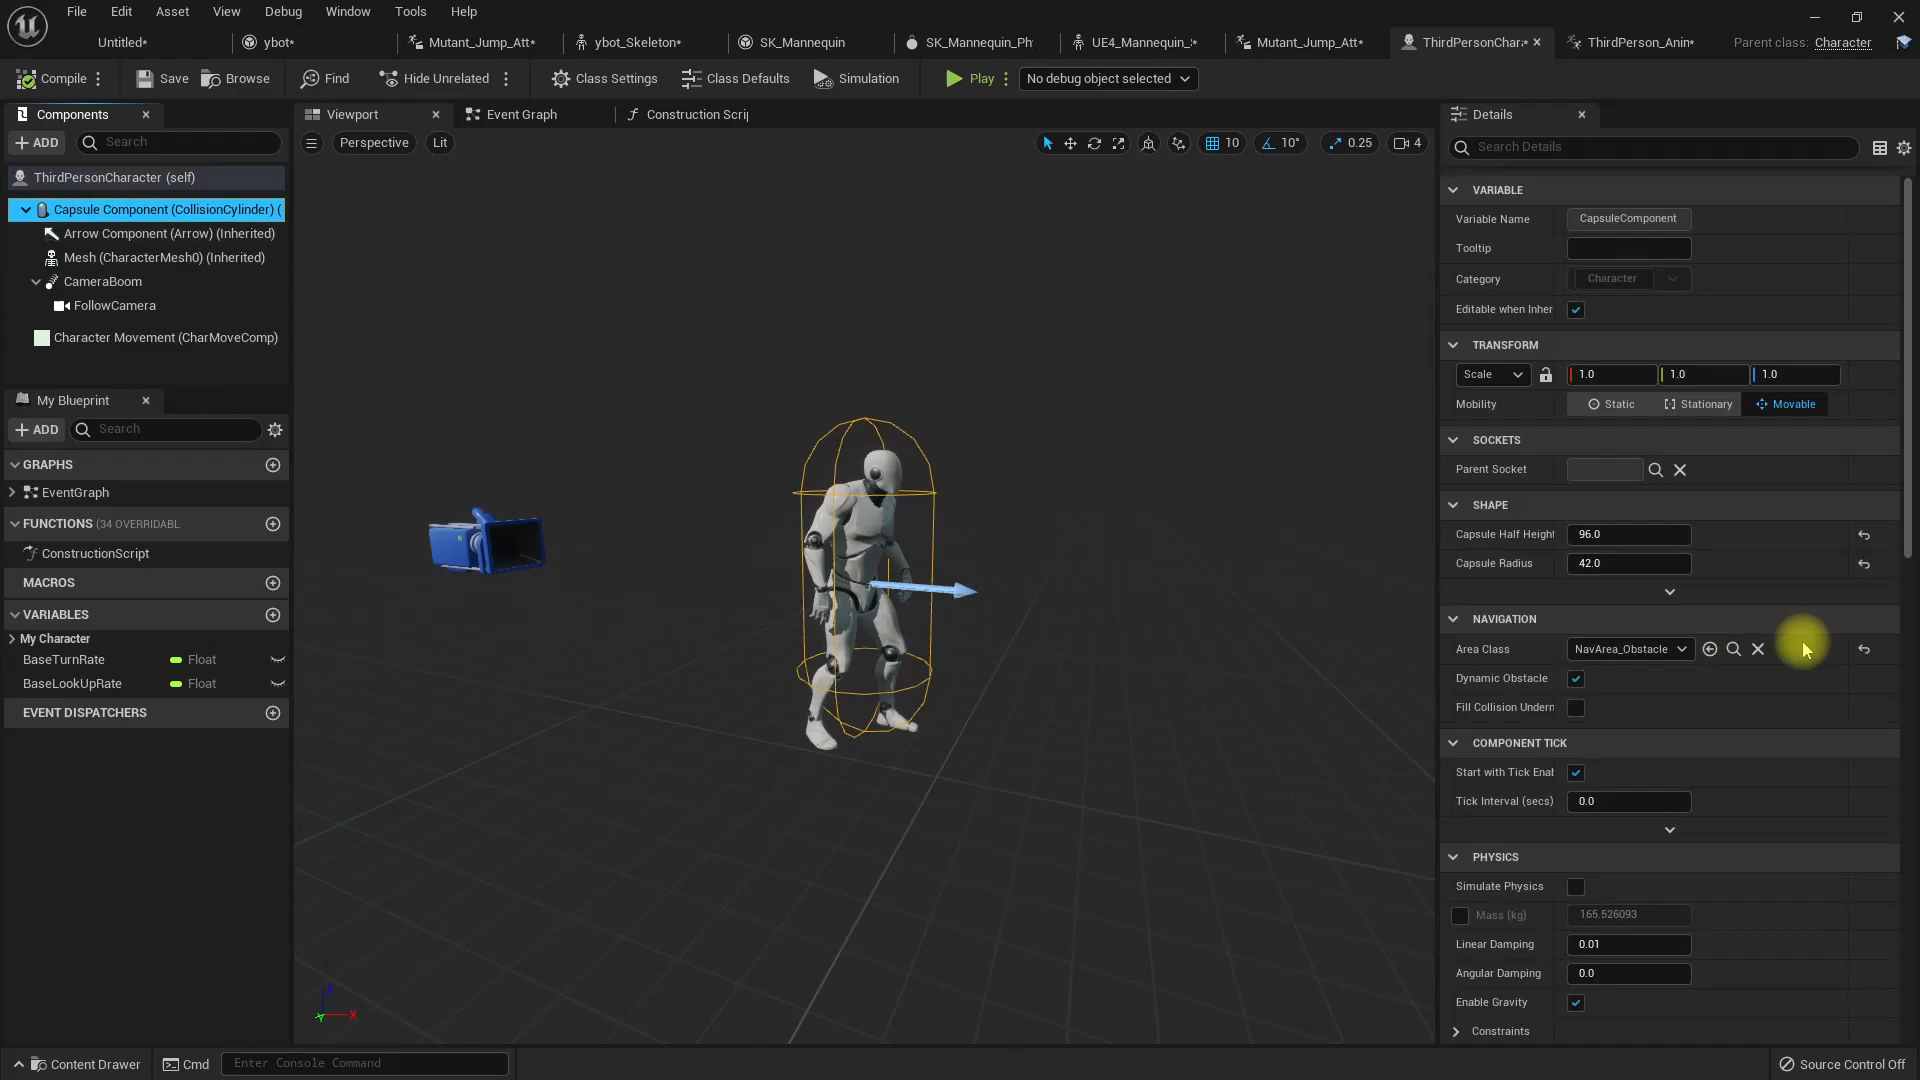 File Edit Asset View Debug Window Tools Help
Untitled* ybot* Mutant_Jump_Att* ybot_Skeleton* SK_Mannequin SK_Mannequin_Ph UE4_Mannequin_:* Mutant_Jump_Att* ThirdPersonChar:* ThirdPerson_Anin* Parent class: Character
Compile Save Browse Find Hide Unrelated Class Settings Class Defaults Simulation Play No debug object selected
Components
ADD Search
ThirdPersonCharacter (self)
Capsule Component (CollisionCylinder) (
Arrow Component (Arrow) (Inherited)
Mesh (CharacterMesh0) (Inherited)
CameraBoom
FollowCamera
Character Movement (CharMoveComp)
My Blueprint
ADD Search
GRAPHS
EventGraph
FUNCTIONS (34 OVERRIDABL
ConstructionScript
MACROS
VARIABLES
My Character
BaseTurnRate Float
BaseLookUpRate Float
EVENT DISPATCHERS
Viewport Event Graph Construction Scrip
Perspective Lit 10 10° 0.25 4
Z
X
Y
Details
Search Details
VARIABLE
Variable Name CapsuleComponent
Tooltip
Category Character
Editable when Inher
TRANSFORM
Scale 1.0 1.0 1.0
Mobility Static Stationary Movable
SOCKETS
Parent Socket
SHAPE
Capsule Half Height 96.0
Capsule Radius 42.0
NAVIGATION
Area Class NavArea_Obstacle
Dynamic Obstacle
Fill Collision Undern
COMPONENT TICK
Start with Tick Enal
Tick Interval (secs) 0.0
PHYSICS
Simulate Physics
Mass (kg) 165.526093
Linear Damping 0.01
Angular Damping 0.0
Enable Gravity
Constraints
Content Drawer Cmd Enter Console Command Source Control Off